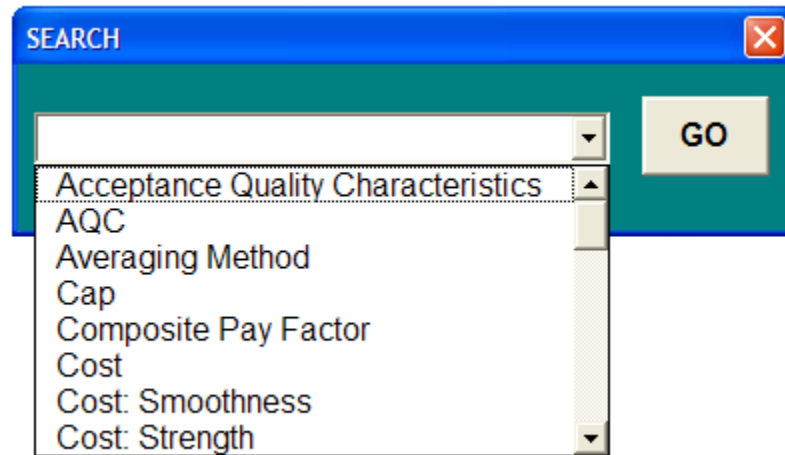 SEARCH
GO
Acceptance Quality Characteristics
AQC
Averaging Method
Cap
Composite Pay Factor
Cost
Cost: Smoothness
Cost: Strength